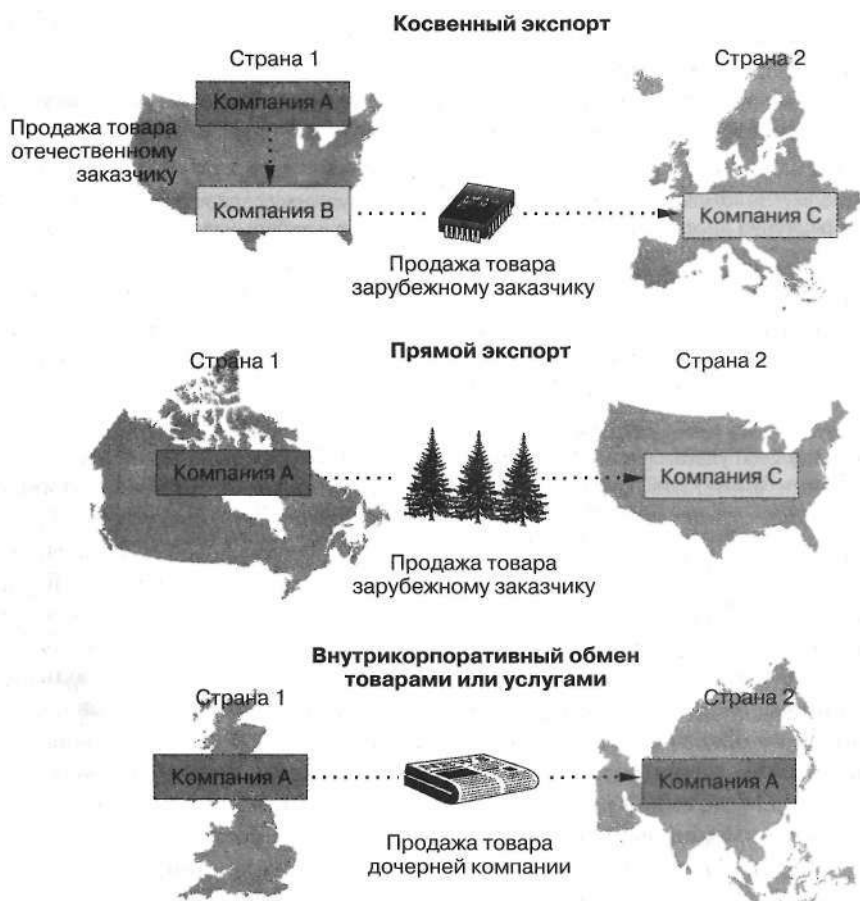 Косвенный экспорт
Страна 1
Страна 2
Компания А
Продажа товара
отечественному
заказчику
Компания В
Компания С
Продажа товара
зарубежному заказчику
Прямой экспорт
Страна 1
Страна 2
Компания А
Компания С
Продажа товара
зарубежному заказчику
Внутрикорпоративный обмен
товарами или услугами
Страна 1
Страна 2
Компания А
Компания А
Продажа товара
дочерней компании